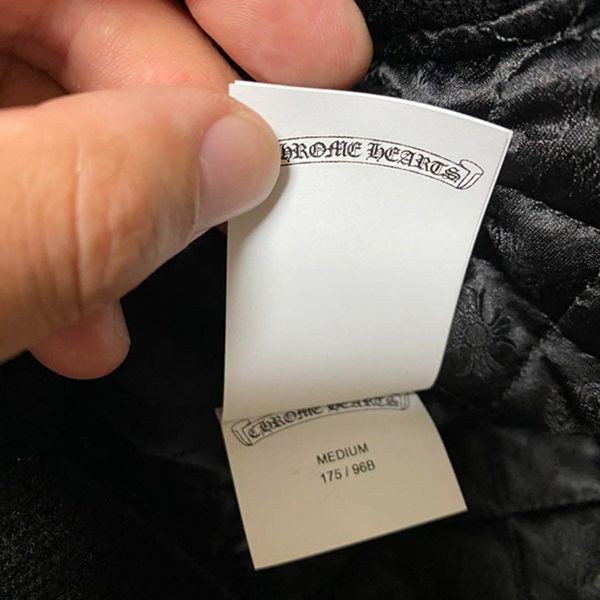 HROME HEARTS
CHROME HEARTS
MEDIUM
175 / 96B